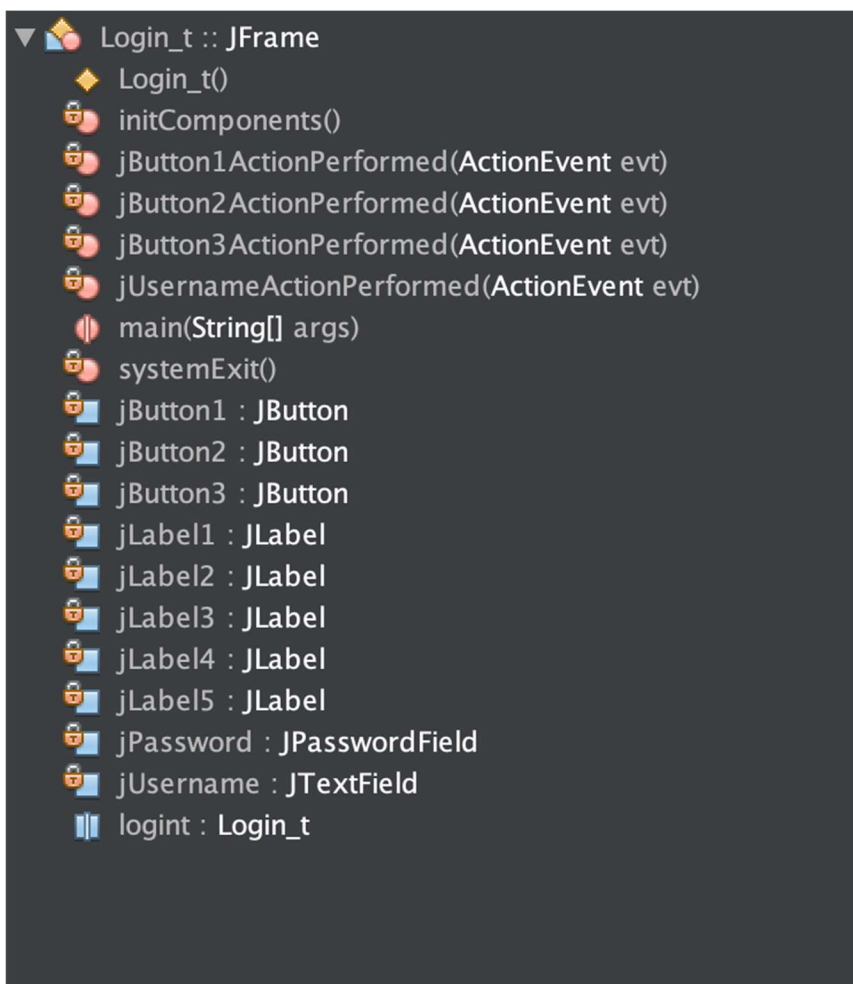 Login_t :: JFrame
Login_t()
initComponents()
jButton1ActionPerformed(ActionEvent evt)
jButton2ActionPerformed(ActionEvent evt)
jButton3ActionPerformed(ActionEvent evt)
jUsernameActionPerformed(ActionEvent evt)
main(String[] args)
systemExit()
jButton1 : JButton
jButton2 : JButton
jButton3 : JButton
jLabel1 : JLabel
jLabel2 : JLabel
jLabel3 : JLabel
jLabel4 : JLabel
jLabel5 : JLabel
jPassword : JPasswordField
jUsername : JTextField
logint : Login_t